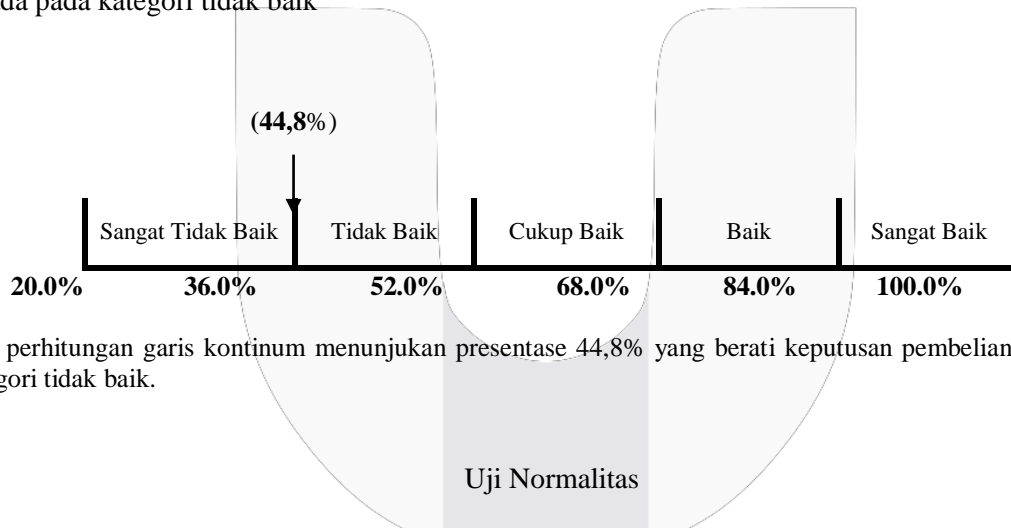 da pada kategori tidak baik
(44,8%)
Sangat Tidak Baik Tidak Baik Cukup Baik Baik Sangat Baik
20.0% 36.0% 52.0% 68.0% 84.0% 100.0%
perhitungan garis kontinum menunjukan presentase 44,8% yang berati keputusan pembelian
gori tidak baik.
Uji Normalitas